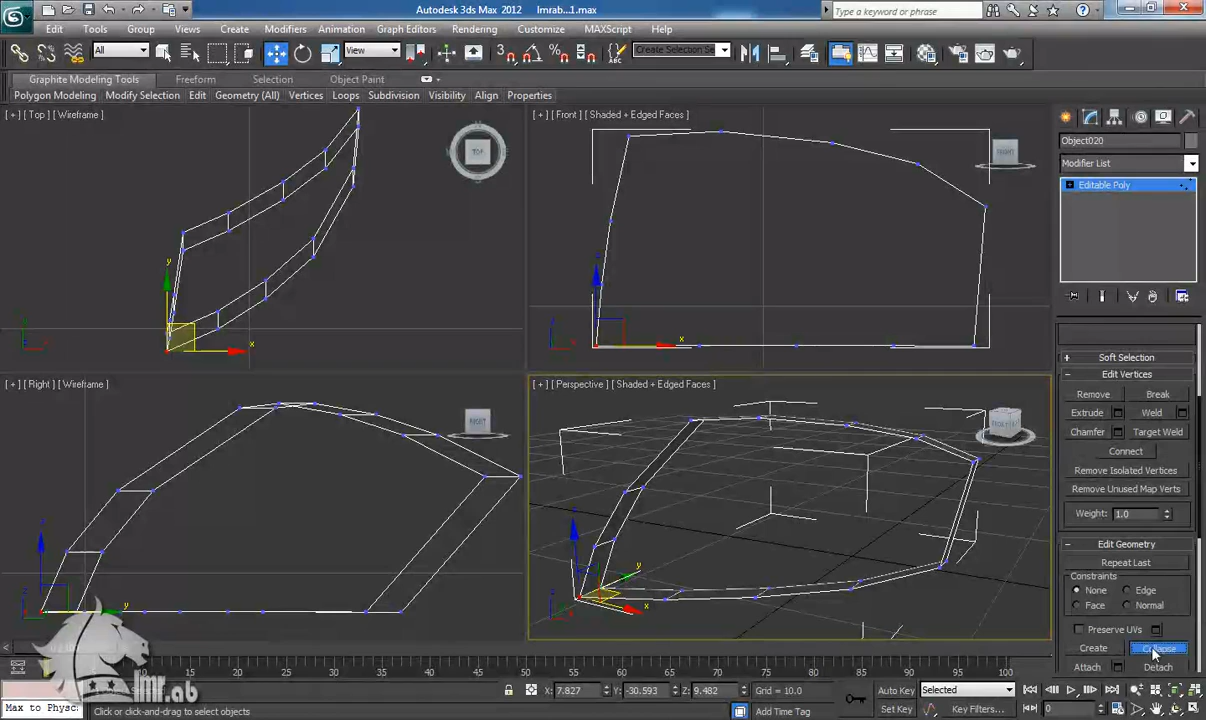 Autodesk 3ds Max 2012 lmrab...1.max
Type a keyword or phrase
Edit Tools Group Views Create Modifiers Animation Graph Editors Rendering Customize MAXScript Help
All View 3 Create Selection Se
Graphite Modeling Tools Freeform Selection Object Paint
Polygon Modeling Modify Selection Edit Geometry (All) Vertices Loops Subdivision Visibility Align Properties
[ + ] [ Top ] [ Wireframe ]
TOP
y
x
[ + ] [ Front ] [ Shaded + Edged Faces ]
FRONT
x
Object020
Modifier List
Editable Poly
[ + ] [ Right ] [ Wireframe ]
RIGHT
y
[ + ] [ Perspective ] [ Shaded + Edged Faces ]
y
x
Soft Selection
Edit Vertices
Remove Break
Extrude Weld
Chamfer Target Weld
Connect
Remove Isolated Vertices
Remove Unused Map Verts
Weight: 1.0
Edit Geometry
Repeat Last
Constraints
None Edge
Face Normal
Preserve UVs
Create Collapse
Attach Detach
10 15 20 25 30 35 40 45 50 55 60 65 70 75 80 85 90 95 100
lmr.ab
X: 7.827 Y: -30.593 Z: 9.482 Grid = 10.0
Auto Key Selected
Max to Physc
Click or click-and-drag to select objects
Add Time Tag
Set Key Key Filters... 0